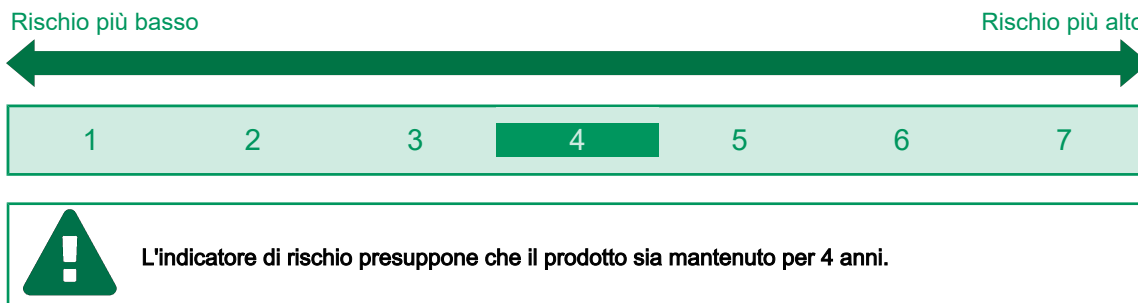 Rischio più basso Rischio più alto
1 2 3 4 5 6 7
L'indicatore di rischio presuppone che il prodotto sia mantenuto per 4 anni.